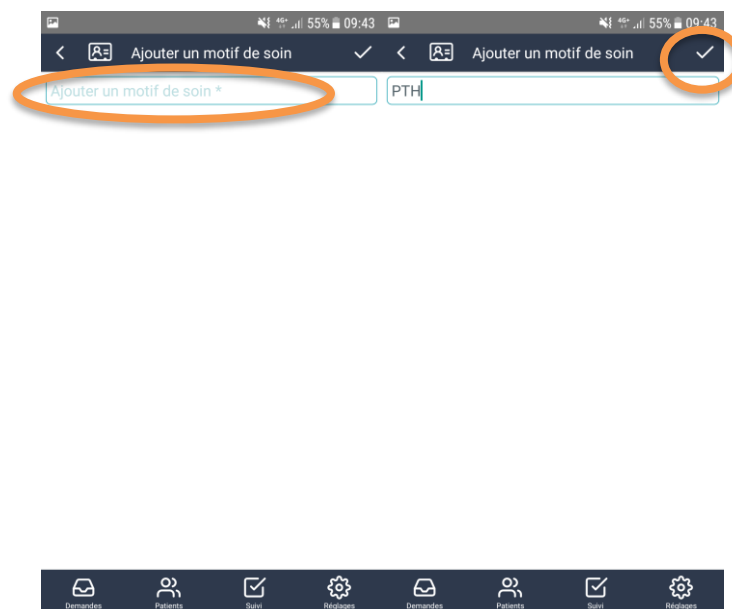 55% 09:43
Ajouter un motif de soin
Ajouter un motif de soin *
Demandes Patients Suivi Réglages
55% 09:43
Ajouter un motif de soin
PTH
Demandes Patients Suivi Réglages